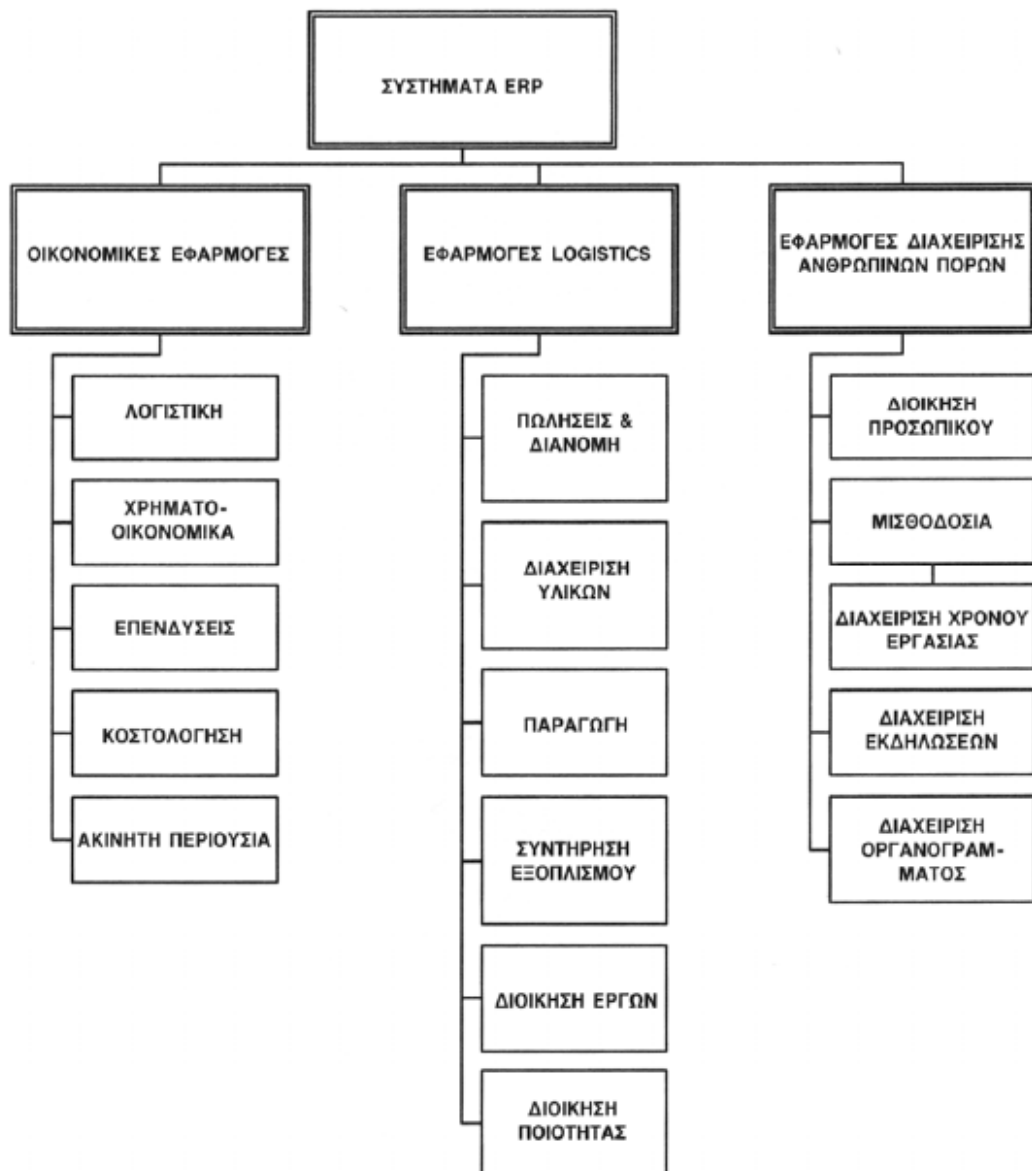 ΣΥΣΤΗΜΑΤΑ ERP
ΟΙΚΟΝΟΜΙΚΕΣ ΕΦΑΡΜΟΓΕΣ
ΛΟΓΙΣΤΙΚΗ
ΧΡΗΜΑΤΟ-
ΟΙΚΟΝΟΜΙΚΑ
ΕΠΕΝΔΥΣΕΙΣ
ΚΟΣΤΟΛΟΓΗΣΗ
ΑΚΙΝΗΤΗ ΠΕΡΙΟΥΣΙΑ
ΕΦΑΡΜΟΓΕΣ LOGISTICS
ΠΩΛΗΣΕΙΣ &
ΔΙΑΝΟΜΗ
ΔΙΑΧΕΙΡΙΣΗ
ΥΛΙΚΩΝ
ΠΑΡΑΓΩΓΗ
ΣΥΝΤΗΡΗΣΗ
ΕΞΟΠΛΙΣΜΟΥ
ΔΙΟΙΚΗΣΗ ΕΡΓΩΝ
ΔΙΟΙΚΗΣΗ
ΠΟΙΟΤΗΤΑΣ
ΕΦΑΡΜΟΓΕΣ ΔΙΑΧΕΙΡΙΣΗΣ
ΑΝΘΡΩΠΙΝΩΝ ΠΟΡΩΝ
ΔΙΟΙΚΗΣΗ
ΠΡΟΣΩΠΙΚΟΥ
ΜΙΣΘΟΔΟΣΙΑ
ΔΙΑΧΕΙΡΙΣΗ ΧΡΟΝΟΥ
ΕΡΓΑΣΙΑΣ
ΔΙΑΧΕΙΡΙΣΗ
ΕΚΔΗΛΩΣΕΩΝ
ΔΙΑΧΕΙΡΙΣΗ
ΟΡΓΑΝΟΓΡΑΜ-
ΜΑΤΟΣ